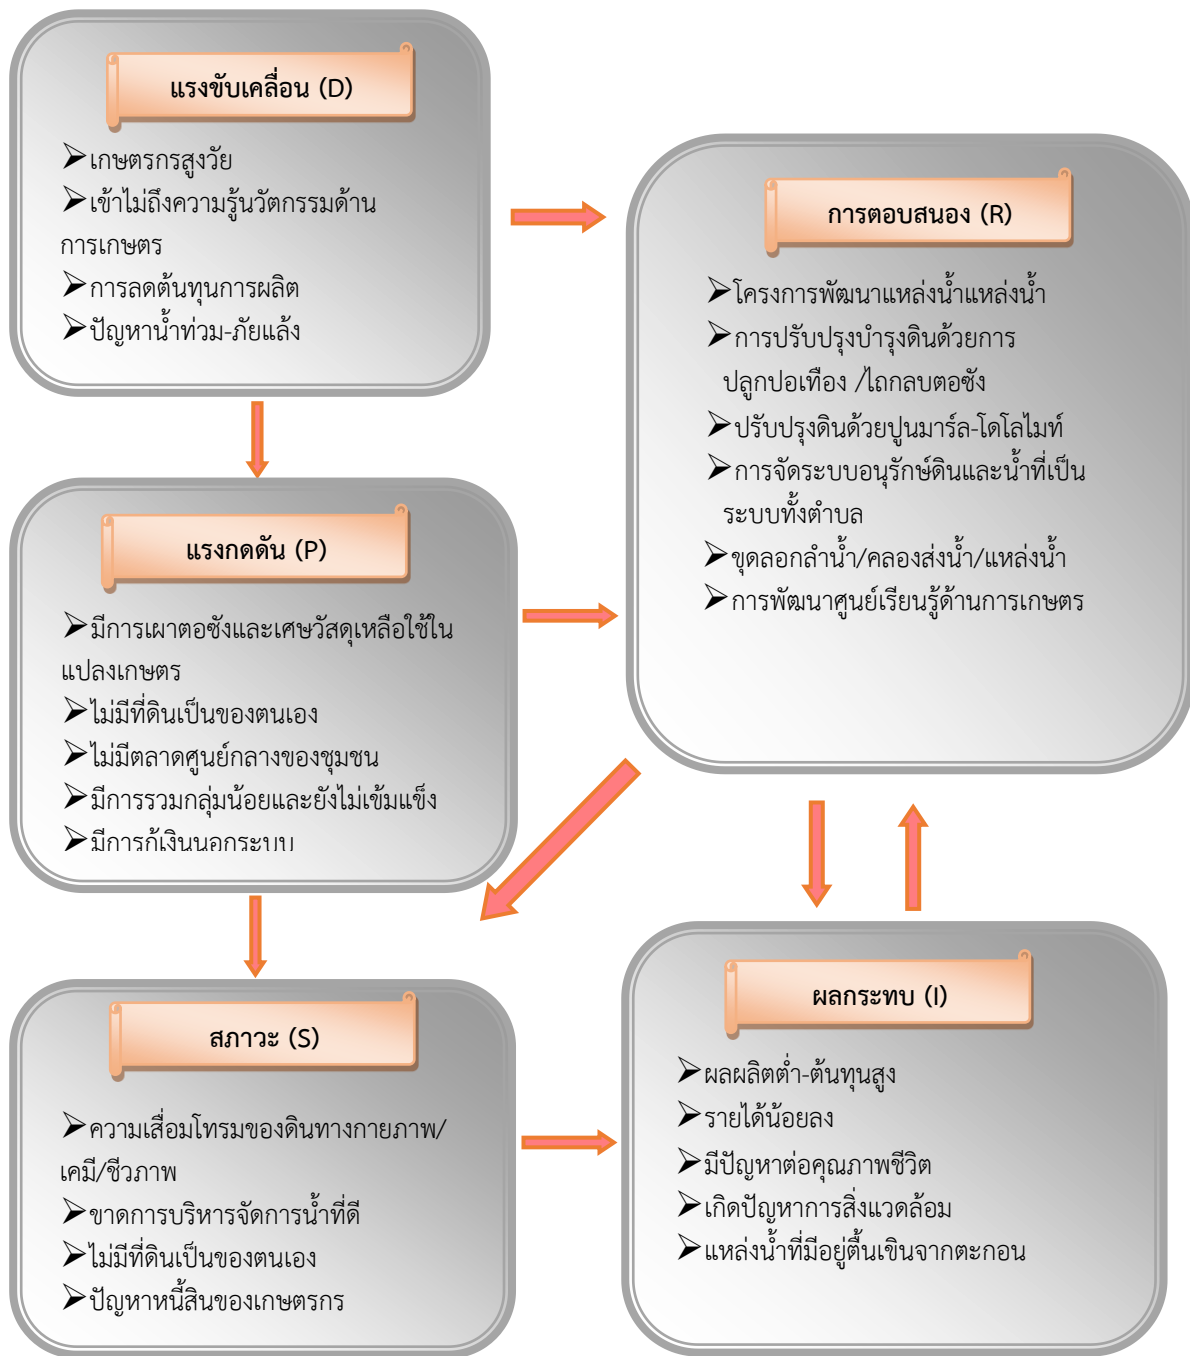 แรงขับเคลื่อน (D)
➢เกษตรกรสูงวัย
➢เข้าไม่ถึงความรู้นวัตกรรมด้าน
การเกษตร
➢การลดต้นทุนการผลิต
➢ปัญหาน้ำท่วม-ภัยแล้ง
แรงกดดัน (P)
➢มีการเผาตอซังและเศษวัสดุเหลือใช้ใน
แปลงเกษตร
➢ไม่มีที่ดินเป็นของตนเอง
➢ไม่มีตลาดศูนย์กลางของชุมชน
➢มีการรวมกลุ่มน้อยและยังไม่เข้มแข็ง
➢มีการกู้เงินนอกระบบ
สภาวะ (S)
➢ความเสื่อมโทรมของดินทางกายภาพ/
เคมี/ชีวภาพ
➢ขาดการบริหารจัดการน้ำที่ดี
➢ไม่มีที่ดินเป็นของตนเอง
➢ปัญหาหนี้สินของเกษตรกร
การตอบสนอง (R)
➢โครงการพัฒนาแหล่งน้ำแหล่งน้ำ
➢การปรับปรุงบำรุงดินด้วยการ
ปลูกปอเทือง /ไถกลบตอซัง
➢ปรับปรุงดินด้วยปูนมาร์ล-โดโลไมท์
➢การจัดระบบอนุรักษ์ดินและน้ำที่เป็น
ระบบทั้งตำบล
➢ขุดลอกลำน้ำ/คลองส่งน้ำ/แหล่งน้ำ
➢การพัฒนาศูนย์เรียนรู้ด้านการเกษตร
ผลกระทบ (I)
➢ผลผลิตต่ำ-ต้นทุนสูง
➢รายได้น้อยลง
➢มีปัญหาต่อคุณภาพชีวิต
➢เกิดปัญหาการสิ่งแวดล้อม
➢แหล่งน้ำที่มีอยู่ตื้นเขินจากตะกอน